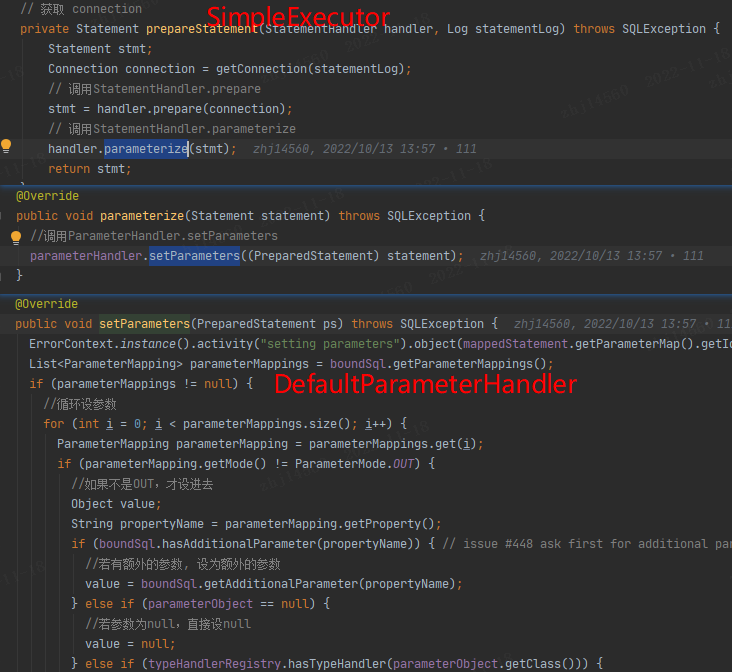 // 获取 connection
SimpleExecutor
private Statement prepareStatement(StatementHandler handler, Log statementLog) throws SQLException {
Statement stmt;
Connection connection = getConnection(statementLog);
// 调用StatementHandler.prepare
stmt = handler.prepare(connection);
// 调用StatementHandler.parameterize
handler.parameterize(stmt); zhj14560, 2022/10/13 13:57 • 111
return stmt;
@Override
public void parameterize(Statement statement) throws SQLException {
//调用ParameterHandler.setParameters
parameterHandler.setParameters((PreparedStatement) statement); zhj14560, 2022/10/13 13:57 • 111
}
@Override
public void setParameters(PreparedStatement ps) throws SQLException { zhj14560, 2022/10/13 13:57 • 11
ErrorContext.instance().activity("setting parameters").object(mappedStatement.getParameterMap().getId
List<ParameterMapping> parameterMappings = boundSql.getParameterMappings();
if (parameterMappings != null) {
DefaultParameterHandler
//循环设参数
for (int i = 0; i < parameterMappings.size(); i++) {
ParameterMapping parameterMapping = parameterMappings.get(i);
if (parameterMapping.getMode() != ParameterMode.OUT) {
//如果不是OUT，才设进去
Object value;
String propertyName = parameterMapping.getProperty();
if (boundSql.hasAdditionalParameter(propertyName)) { // issue #448 ask first for additional par
//若有额外的参数, 设为额外的参数
value = boundSql.getAdditionalParameter(propertyName);
} else if (parameterObject == null) {
//若参数为null，直接设null
value = null;
} else if (typeHandlerRegistry.hasTypeHandler(parameterObject.getClass())) {